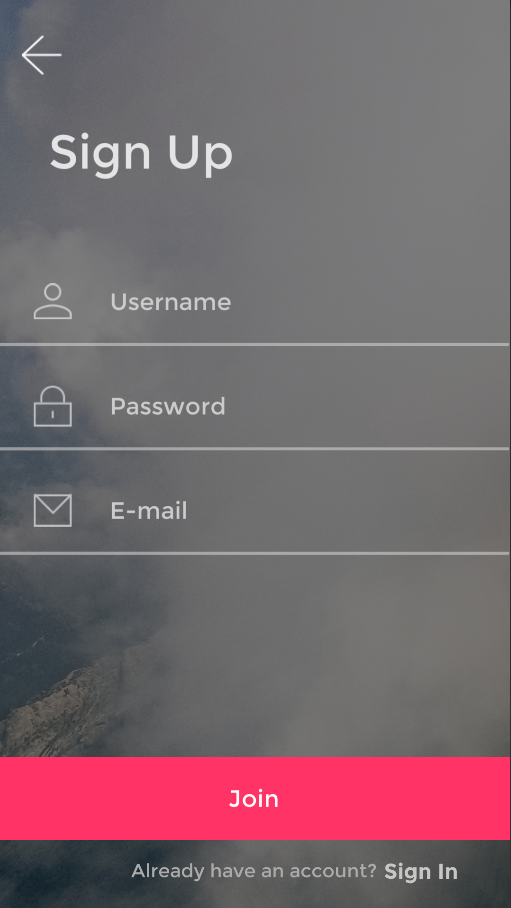 Sign Up
Username
Password
E-mail
Join
Already have an account? Sign In